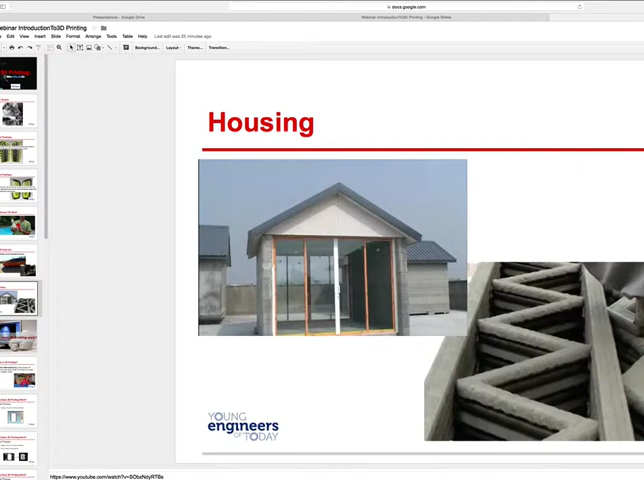 docs.google.com
Presentations - Google Drive
Webinar IntroductionTo3D Printing - Google Slides
ebinar IntroductionTo3D Printing
Edit View Insert Slide Format Arrange Tools Table Help Last edit was 20 minutes ago
Background... Layout Theme... Transition...
Housing
YOUNG
engineers
OF TODAY
https://www.youtube.com/watch?v=SObzNdyRTBs